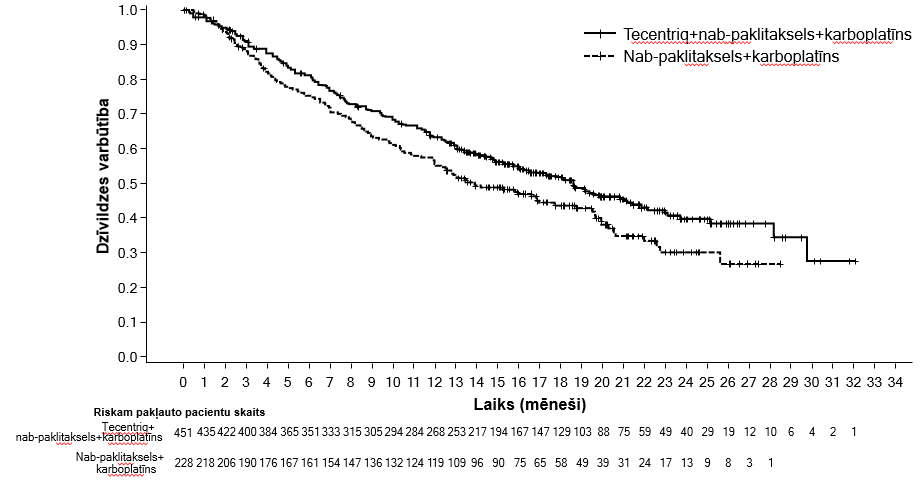 Tecentriq+nab-paklitaksels+karboplatīns
Nab-paklitaksels+karboplatīns
Dzīvildzes varbūtība
1.0
0.9
0.8
0.7
0.6
0.5
0.4
0.3
0.2
0.1
0.0
0 1 2 3 4 5 6 7 8 9 10 11 12 13 14 15 16 17 18 19 20 21 22 23 24 25 26 27 28 29 30 31 32 33 34
Laiks (mēneši)
Riskam pakļauto pacientu skaits
Tecentriq+
nab-paklitaksels+karboplatīns
451 435 422 400 384 365 351 333 315 305 294 284 268 253 217 194 167 147 129 103 88 75 59 49 40 29 19 12 10 6 4 2 1
Nab-paklitaksels+
karboplatīns
228 218 206 190 176 167 161 154 147 136 132 124 119 109 96 90 75 65 58 49 39 31 24 17 13 9 8 3 1